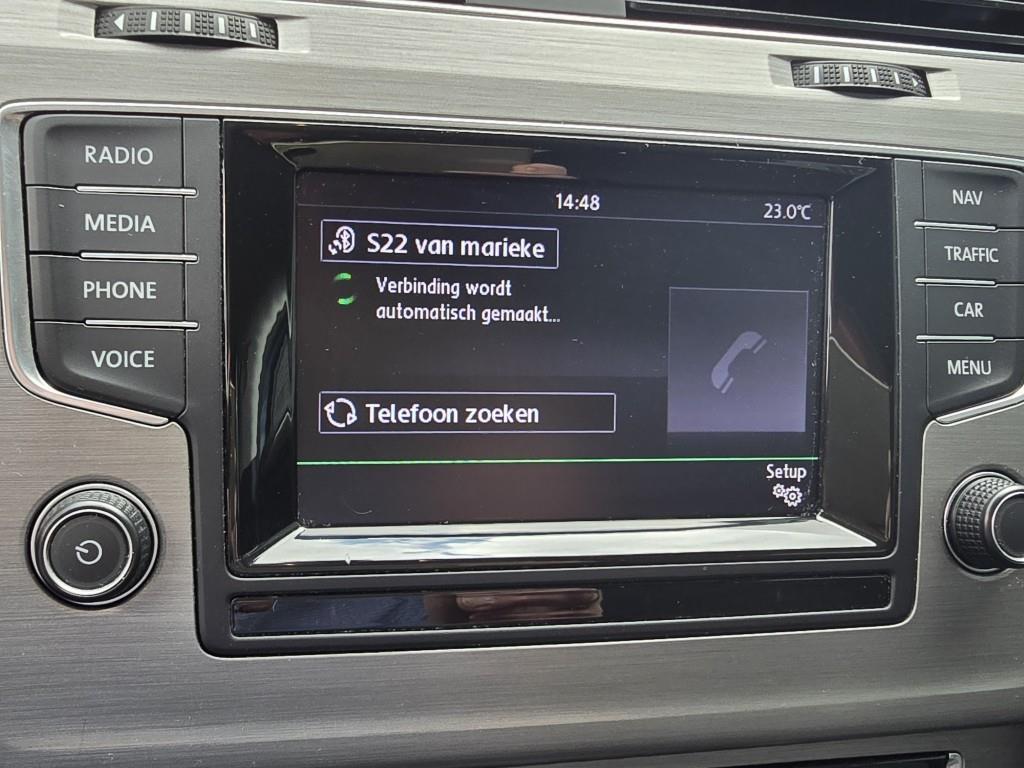 RADIO
MEDIA
PHONE
VOICE
14:48
23.0°C
S22 van marieke
Verbinding wordt
automatisch gemaakt...
Telefoon zoeken
Setup
NAV
TRAFFIC
CAR
MENU